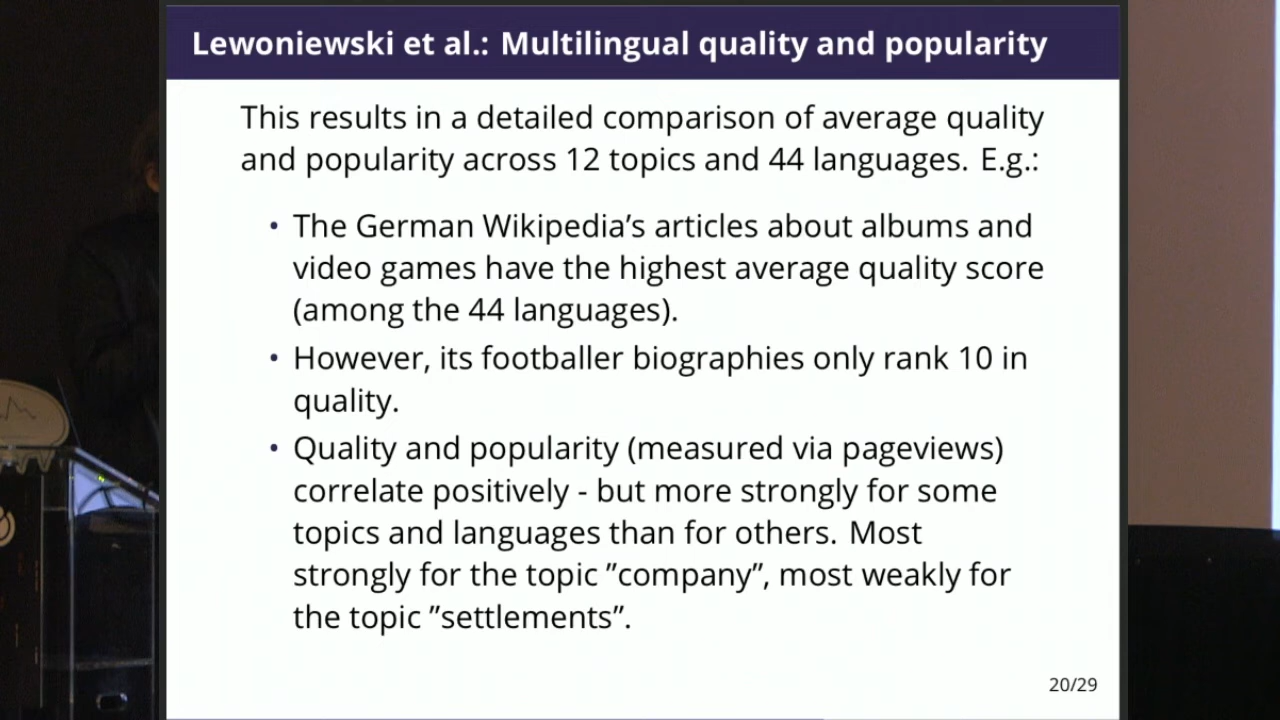 Lewoniewski et al.: Multilingual quality and popularity
This results in a detailed comparison of average quality
and popularity across 12 topics and 44 languages. E.g.:
• The German Wikipedia’s articles about albums and
video games have the highest average quality score
(among the 44 languages).
• However, its footballer biographies only rank 10 in
quality.
• Quality and popularity (measured via pageviews)
correlate positively - but more strongly for some
topics and languages than for others. Most
strongly for the topic ”company”, most weakly for
the topic ”settlements”.
20/29